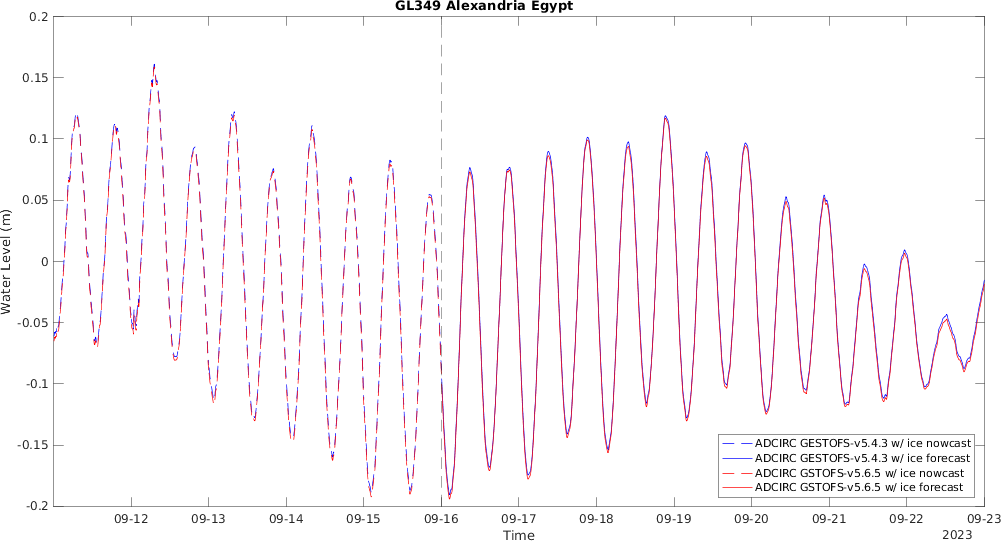 GL349 Alexandria Egypt
0.2
0.15
0.1
0.05
0
-0.05
-0.1
-0.15
-0.2
Water Level (m)
ADCIRC GESTOFS-v5.4.3 w/ ice nowcast
ADCIRC GESTOFS-v5.4.3 w/ ice forecast
ADCIRC GSTOFS-v5.6.5 w/ ice nowcast
ADCIRC GSTOFS-v5.6.5 w/ ice forecast
09-12 09-13 09-14 09-15 09-16 09-17 09-18 09-19 09-20 09-21 09-22 09-23
Time
2023